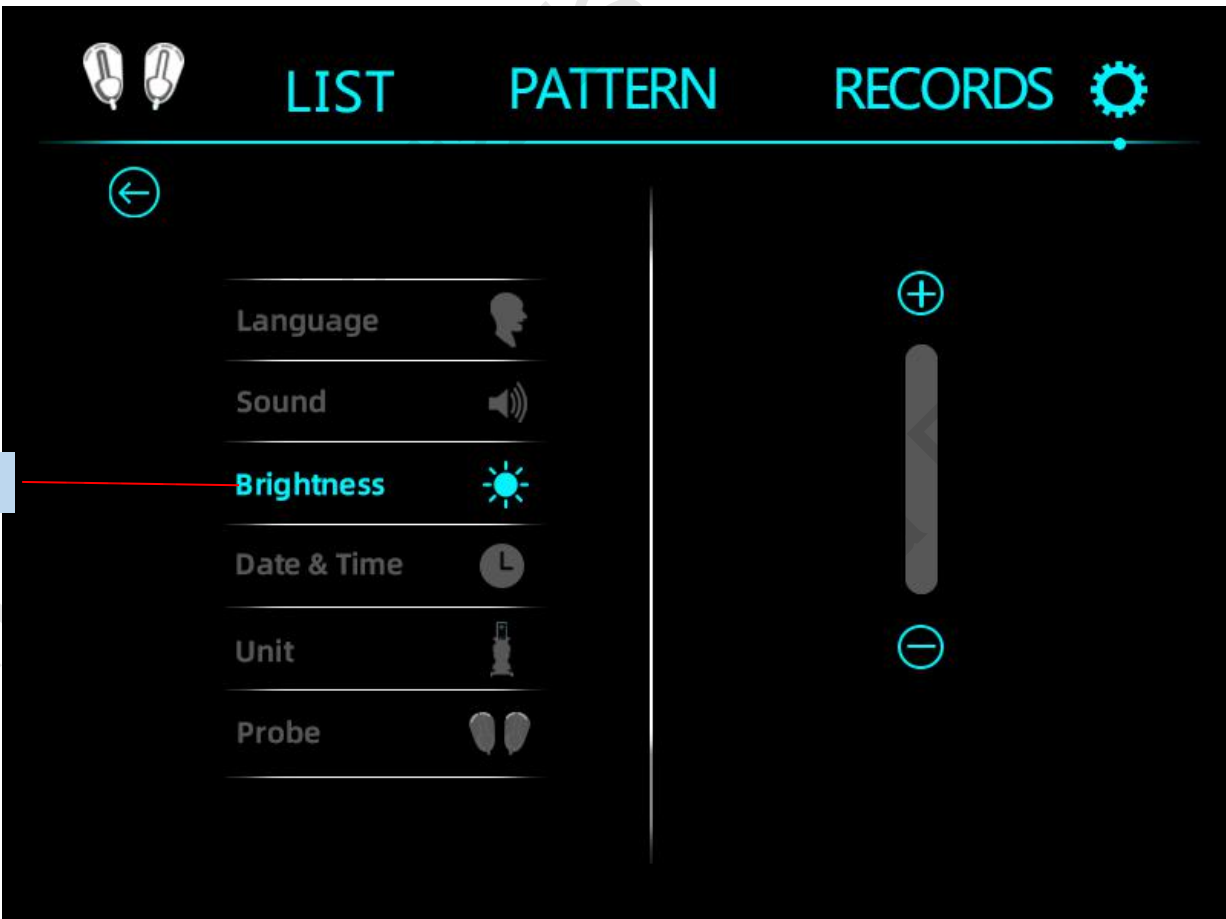 LIST PATTERN RECORDS
Language
Sound
Brightness
Date & Time
Unit
Probe